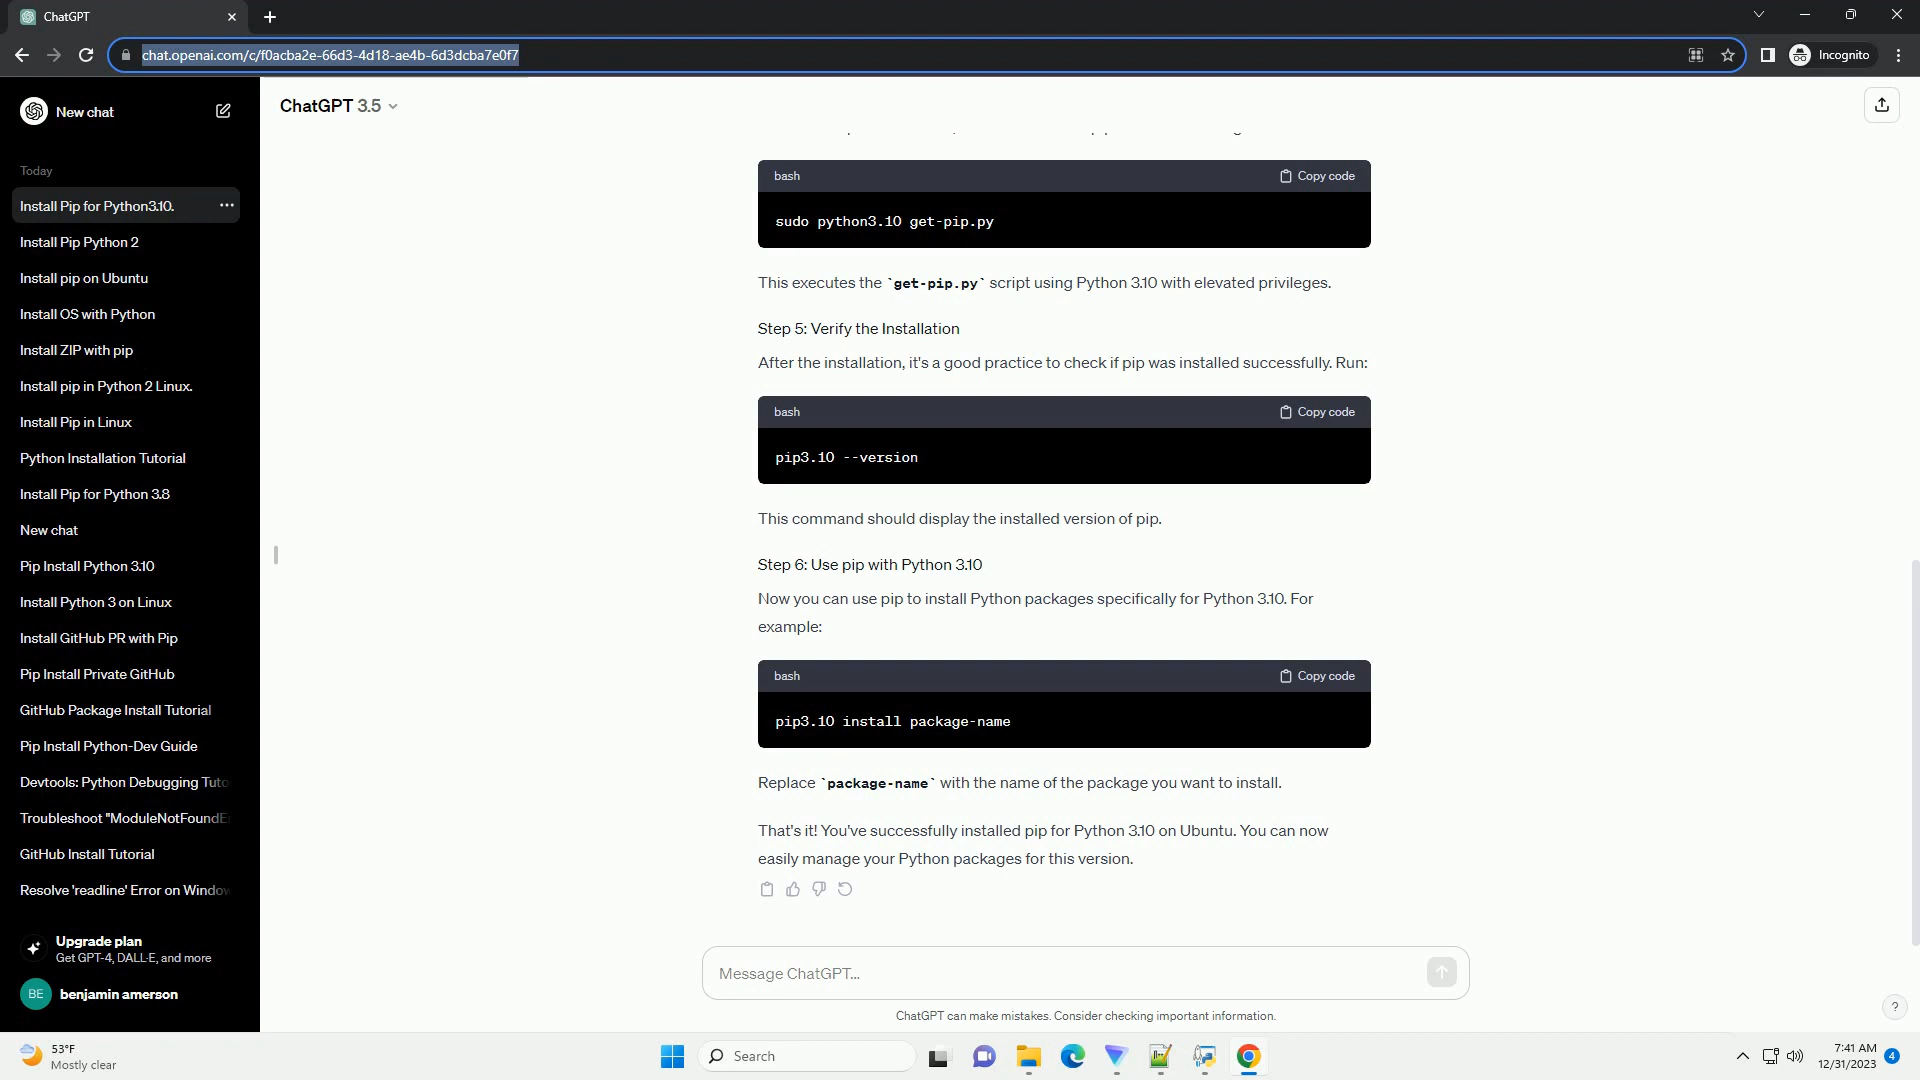 ChatGPT
chat.openai.com/c/f0acba2e-66d3-4d18-ae4b-6d3dcba7e0f7
Incognito
New chat
ChatGPT 3.5
Today
Install Pip for Python3.10.
Install Pip Python 2
Install pip on Ubuntu
Install OS with Python
Install ZIP with pip
Install pip in Python 2 Linux.
Install Pip in Linux
Python Installation Tutorial
Install Pip for Python 3.8
New chat
Pip Install Python 3.10
Install Python 3 on Linux
Install GitHub PR with Pip
Pip Install Private GitHub
GitHub Package Install Tutorial
Pip Install Python-Dev Guide
Devtools: Python Debugging Tuto
Troubleshoot "ModuleNotFoundE
GitHub Install Tutorial
Resolve 'readline' Error on Window
Upgrade plan
Get GPT-4, DALL·E, and more
BE benjamin amerson
bash Copy code
sudo python3.10 get-pip.py
This executes the `get-pip.py` script using Python 3.10 with elevated privileges.
Step 5: Verify the Installation
After the installation, it's a good practice to check if pip was installed successfully. Run:
bash Copy code
pip3.10 --version
This command should display the installed version of pip.
Step 6: Use pip with Python 3.10
Now you can use pip to install Python packages specifically for Python 3.10. For
example:
bash Copy code
pip3.10 install package-name
Replace `package-name` with the name of the package you want to install.
That's it! You've successfully installed pip for Python 3.10 on Ubuntu. You can now
easily manage your Python packages for this version.
Message ChatGPT...
ChatGPT can make mistakes. Consider checking important information.
?
53°F
Mostly clear
Search
7:41 AM
12/31/2023
4